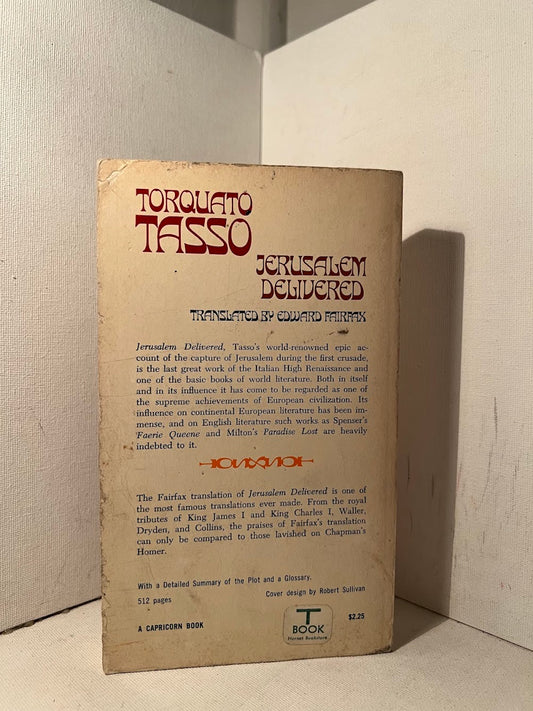 TORQUATO
TASSO
JERUSALEM
DELIVERED
TRANSLATED BY EDWARD FAIRFAX
Jerusalem Delivered, Tasso's world-renowned epic ac-
count of the capture of Jerusalem during the first crusade,
is the last great work of the Italian High Renaissance and
one of the basic books of world literature. Both in itself
and in its influence it has come to be regarded as one of
the supreme achievements of European civilization. Its
influence on continental European literature has been im-
mense, and on English literature such works as Spenser's
Faerie Queene and Milton's Paradise Lost are heavily
indebted to it.
The Fairfax translation of Jerusalem Delivered is one of
the most famous translations ever made. From the royal
tributes of King James I and King Charles I, Waller,
Dryden, and Collins, the praises of Fairfax's translation
can only be compared to those lavished on Chapman's
Homer.
With a Detailed Summary of the Plot and a Glossary.
512 pages
Cover design by Robert Sullivan
A CAPRICORN BOOK
T
BOOK
Hornet Bookstore
$2.25